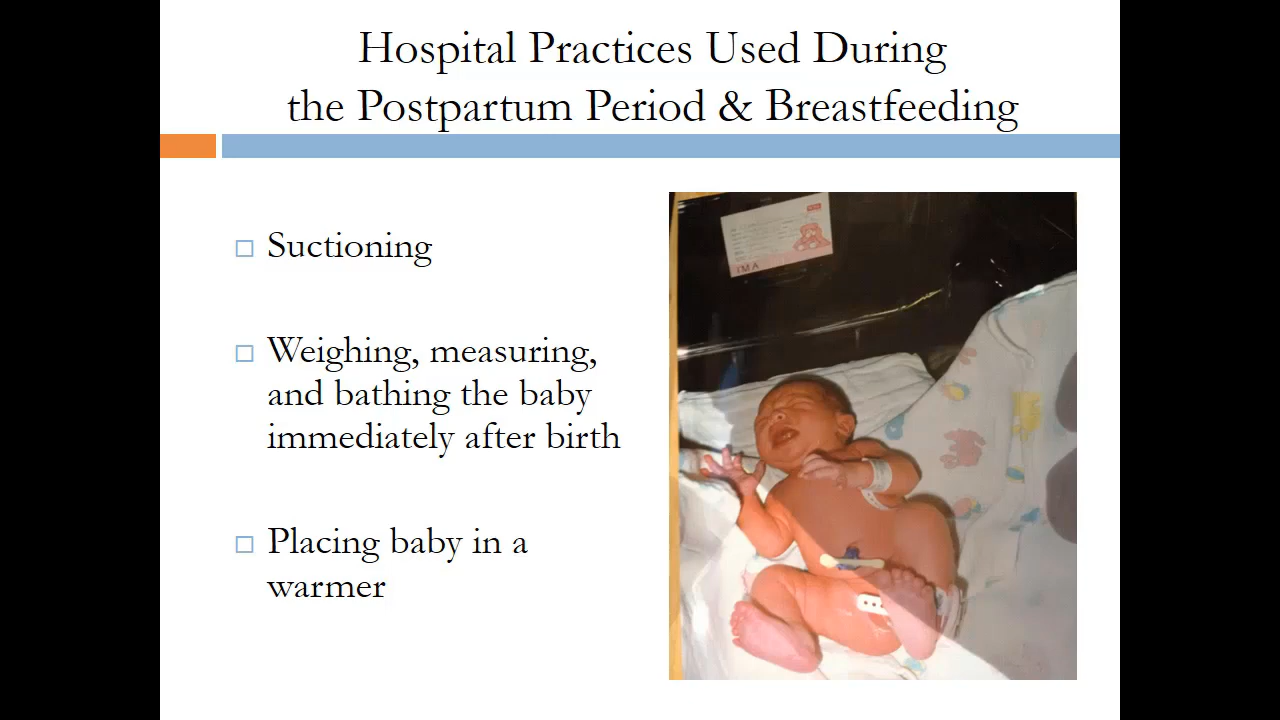 Hospital Practices Used During
the Postpartum Period & Breastfeeding
Suctioning
Weighing, measuring,
and bathing the baby
immediately after birth
Placing baby in a
warmer
I'M A